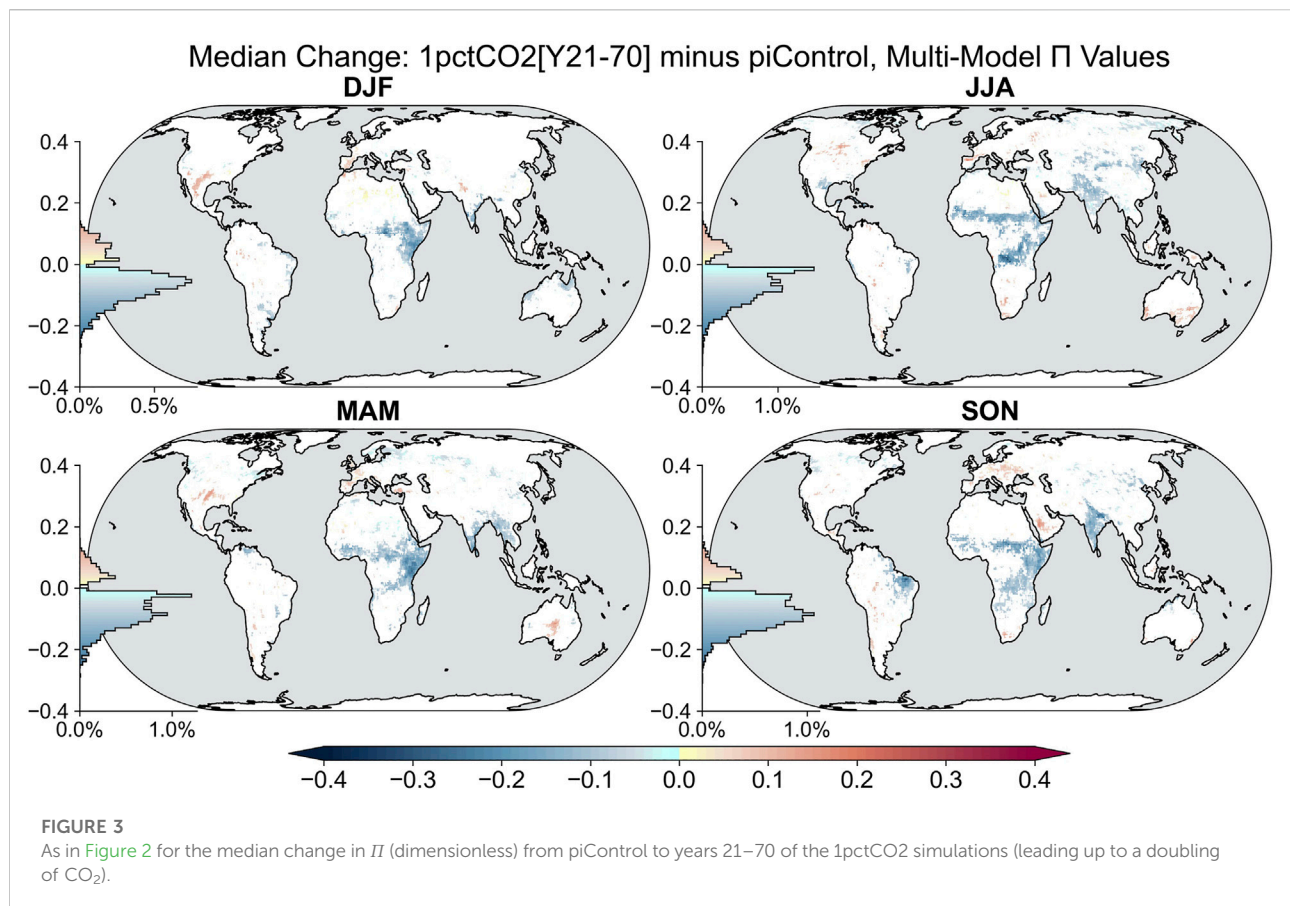 Median Change: 1pctCO2[Y21-70] minus piControl, Multi-Model Π Values
DJF
JJA
0.4
0.2
0.0
−0.2
−0.4
0.0% 0.5%
0.4
0.2
0.0
−0.2
−0.4
0.0% 1.0%
MAM
SON
0.4
0.2
0.0
−0.2
−0.4
0.0% 1.0%
0.4
0.2
0.0
−0.2
−0.4
0.0% 1.0%
−0.4 −0.3 −0.2 −0.1 0.0 0.1 0.2 0.3 0.4
FIGURE 3
As in Figure 2 for the median change in Π (dimensionless) from piControl to years 21–70 of the 1pctCO2 simulations (leading up to a doubling
of CO₂).